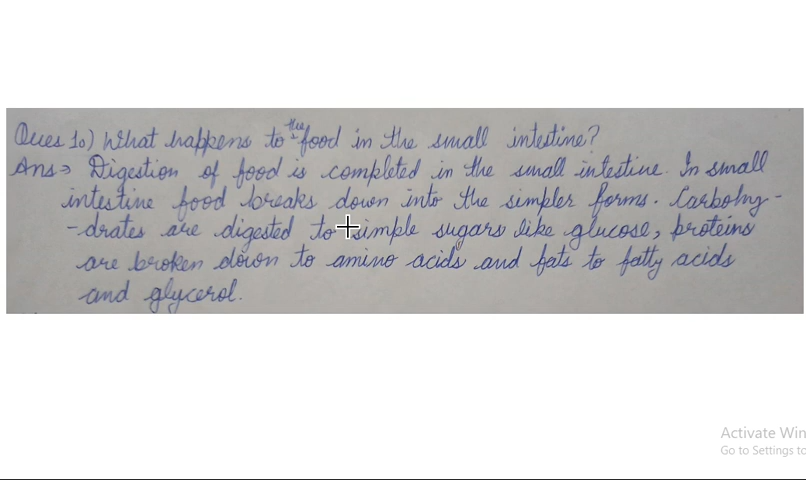 Ques 10) What happens to the food in the small intestine?
Ans → Digestion of food is completed in the small intestine. In small
intestine food breaks down into the simpler forms. Carbohy-
-drates are digested to simple sugars like glucose, proteins
are broken down to amino acids and fats to fatty acids
and glycerol.
Activate Win
Go to Settings to